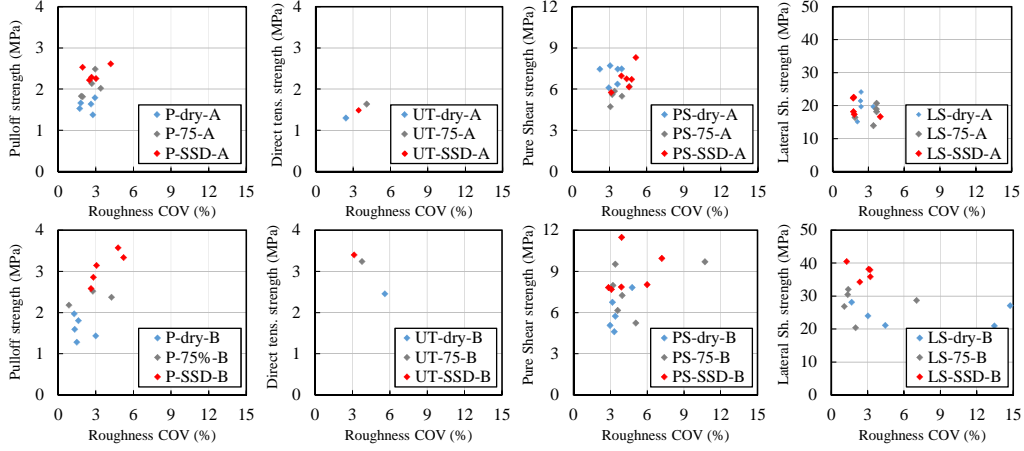 Pulloff strength (MPa)
4
3
2
1
0
P-dry-A
P-75-A
P-SSD-A
0 3 6 9 12 15
Roughness COV (%)
Direct tens. strength (MPa)
4
3
2
1
0
UT-dry-A
UT-75-A
UT-SSD-A
0 3 6 9 12 15
Roughness COV (%)
Pure Shear strength (MPa)
12
9
6
3
0
PS-dry-A
PS-75-A
PS-SSD-A
0 3 6 9 12 15
Roughness COV (%)
Lateral Sh. strength (MPa)
50
40
30
20
10
0
LS-dry-A
LS-75-A
LS-SSD-A
0 3 6 9 12 15
Roughness COV (%)
Pulloff strength (MPa)
4
3
2
1
0
P-dry-B
P-75%-B
P-SSD-B
0 3 6 9 12 15
Roughness COV (%)
Direct tens. strength (MPa)
4
3
2
1
0
UT-dry-B
UT-75-B
UT-SSD-B
0 3 6 9 12 15
Roughness COV (%)
Pure Shear strength (MPa)
12
10
8
6
4
2
0
PS-dry-B
PS-75-B
PS-SSD-B
0 3 6 9 12 15
Roughness COV (%)
Lateral Sh. strength (MPa)
50
40
30
20
10
0
LS-dry-B
LS-75-B
LS-SSD-B
0 3 6 9 12 15
Roughness COV (%)